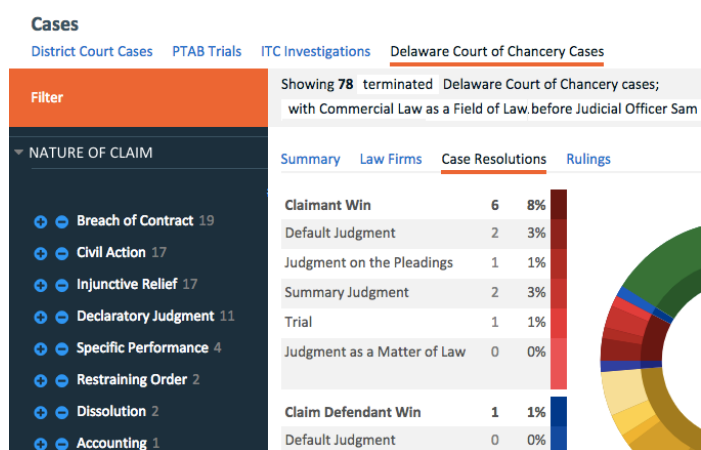 Cases
District Court Cases PTAB Trials ITC Investigations Delaware Court of Chancery Cases
Filter
Showing 78 terminated Delaware Court of Chancery cases;
with Commercial Law as a Field of Law. before Judicial Officer Sam
NATURE OF CLAIM
Breach of Contract 19
Civil Action 17
Injunctive Relief 17
Declaratory Judgment 11
Specific Performance 4
Restraining Order 2
Dissolution 2
Accounting 1
Summary Law Firms Case Resolutions Rulings
Claimant Win 6 8%
Default Judgment 2 3%
Judgment on the Pleadings 1 1%
Summary Judgment 2 3%
Trial 1 1%
Judgment as a Matter of Law 0 0%
Claim Defendant Win 1 1%
Default Judgment 0 0%